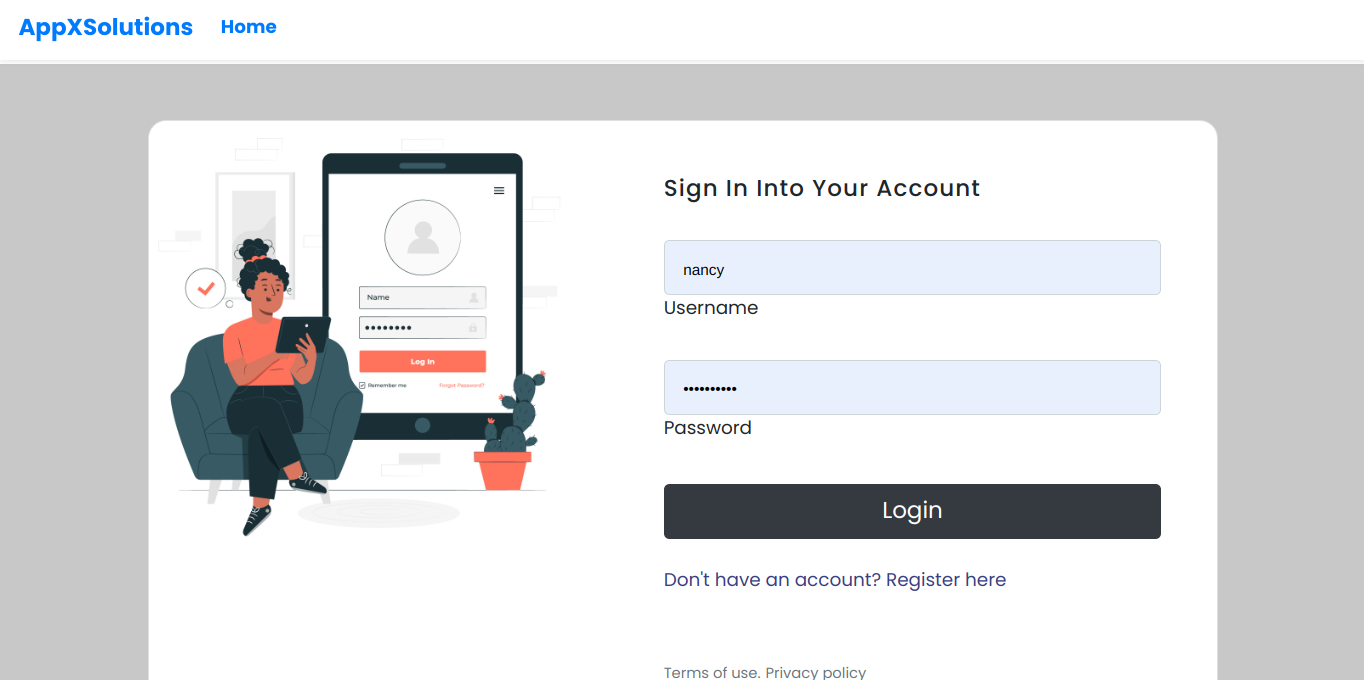 AppXSolutions Home
Name
••••••••
Log In
Remember me Forgot Password?
Sign In Into Your Account
nancy
Username
••••••••••
Password
Login
Don't have an account? Register here
Terms of use. Privacy policy